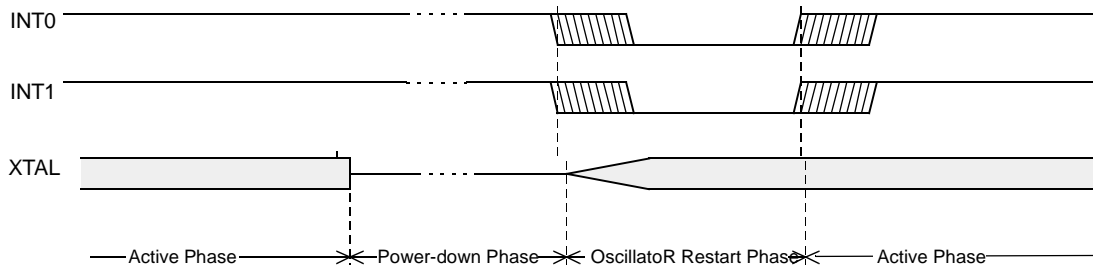 INT0
INT1
XTAL
Active Phase Power-down Phase OscillatoR Restart Phase Active Phase